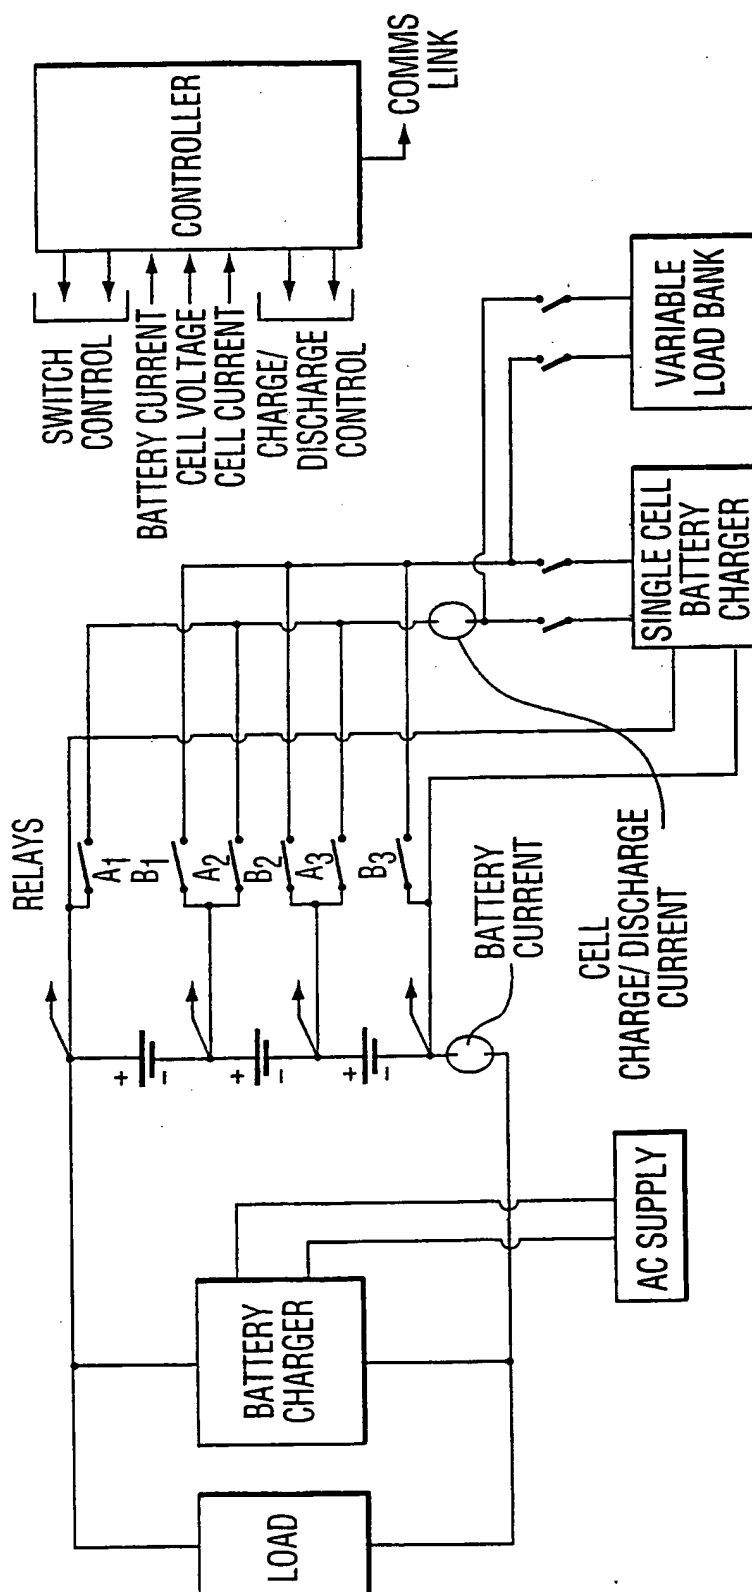 SWITCH
CONTROL
BATTERY CURRENT
CELL VOLTAGE
CELL CURRENT
CHARGE/
DISCHARGE
CONTROL
CONTROLLER
COMMS
LINK
RELAYS
A1
B1
A2
B2
A3
B3
+
-
+
-
+
-
BATTERY
CURRENT
CELL
CHARGE/DISCHARGE
CURRENT
SINGLE CELL
BATTERY
CHARGER
VARIABLE
LOAD BANK
LOAD
BATTERY
CHARGER
AC SUPPLY